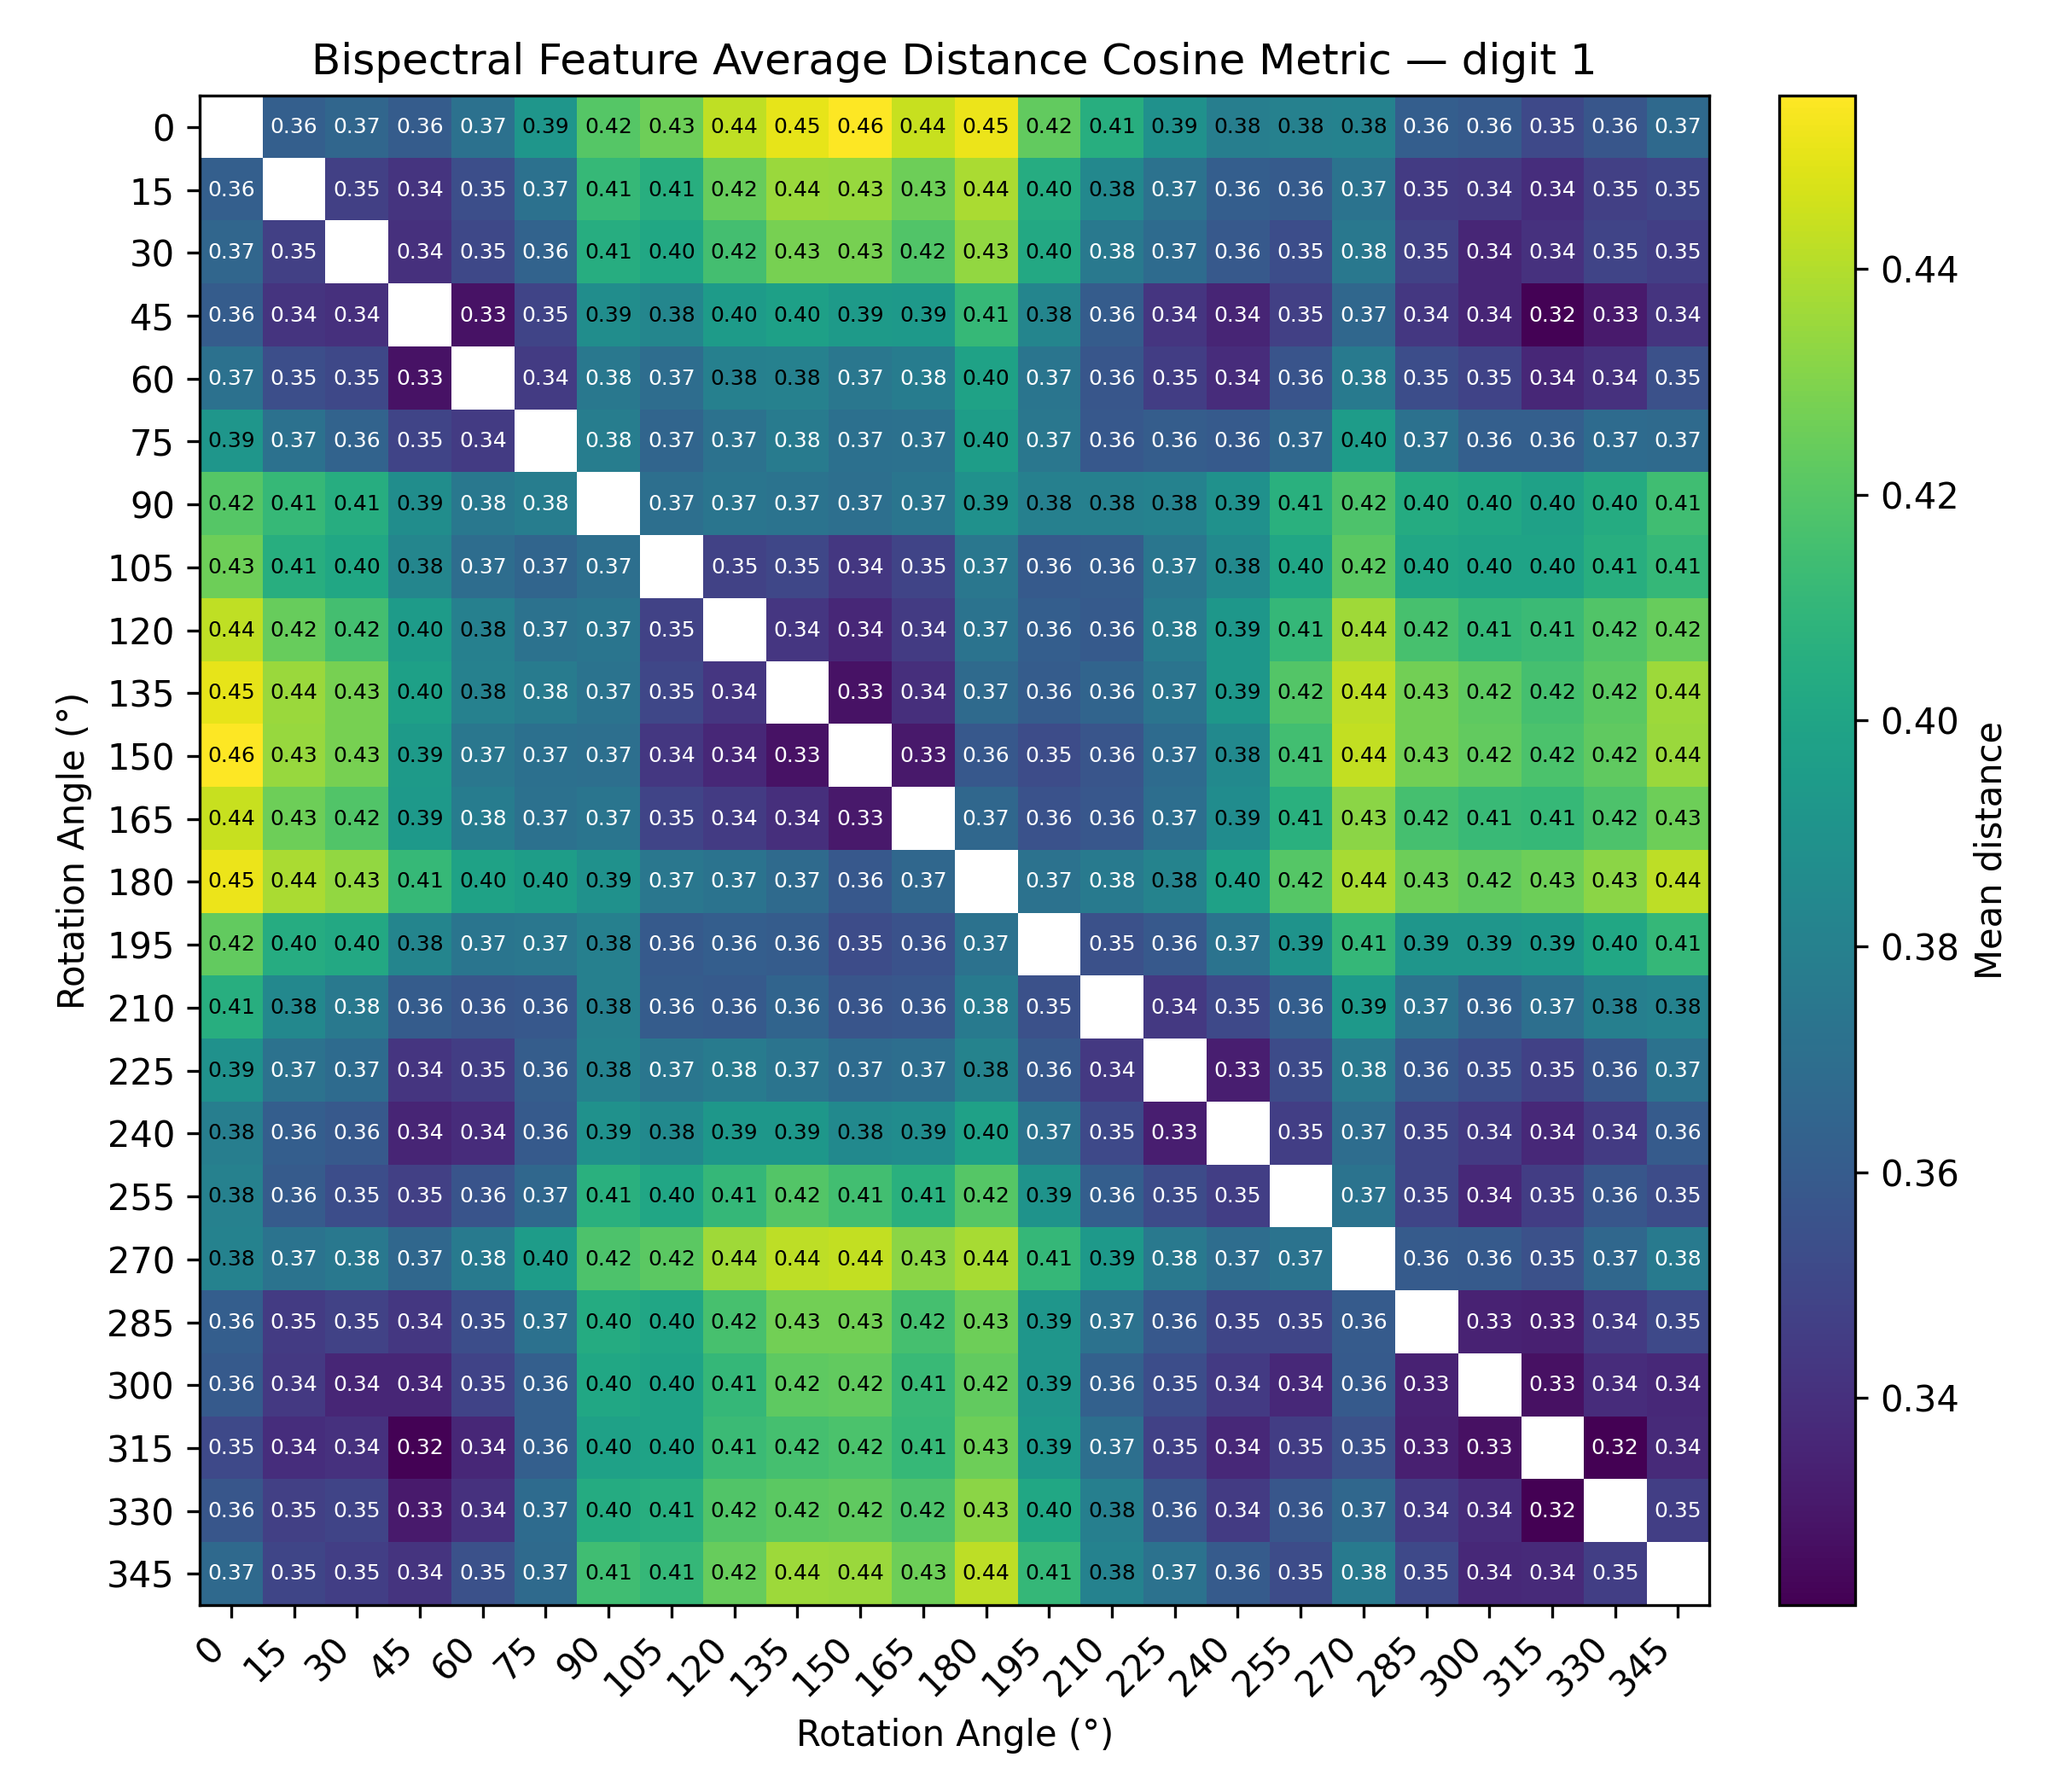 Bispectral Feature Average Distance Cosine Metric — digit 1
0 0.36 0.37 0.36 0.37 0.39 0.42 0.43 0.44 0.45 0.46 0.44 0.45 0.42 0.41 0.39 0.38 0.38 0.38 0.36 0.36 0.35 0.36 0.37
15 0.36 0.35 0.34 0.35 0.37 0.41 0.41 0.42 0.44 0.43 0.43 0.44 0.40 0.38 0.37 0.36 0.36 0.37 0.35 0.34 0.34 0.35 0.35
30 0.37 0.35 0.34 0.35 0.36 0.41 0.40 0.42 0.43 0.43 0.42 0.43 0.40 0.38 0.37 0.36 0.35 0.38 0.35 0.34 0.34 0.35 0.35
45 0.36 0.34 0.34 0.33 0.35 0.39 0.38 0.40 0.40 0.39 0.39 0.41 0.38 0.36 0.34 0.34 0.35 0.37 0.34 0.34 0.32 0.33 0.34
60 0.37 0.35 0.35 0.33 0.34 0.38 0.37 0.38 0.38 0.37 0.38 0.40 0.37 0.36 0.35 0.34 0.36 0.38 0.35 0.35 0.34 0.34 0.35
75 0.39 0.37 0.36 0.35 0.34 0.38 0.37 0.37 0.38 0.37 0.37 0.40 0.37 0.36 0.36 0.36 0.37 0.40 0.37 0.36 0.36 0.37 0.37
90 0.42 0.41 0.41 0.39 0.38 0.38 0.37 0.37 0.37 0.37 0.37 0.39 0.38 0.38 0.38 0.39 0.41 0.42 0.40 0.40 0.40 0.40 0.41
105 0.43 0.41 0.40 0.38 0.37 0.37 0.37 0.35 0.35 0.34 0.35 0.37 0.36 0.36 0.37 0.38 0.40 0.42 0.40 0.40 0.40 0.41 0.41
120 0.44 0.42 0.42 0.40 0.38 0.37 0.37 0.35 0.34 0.34 0.34 0.37 0.36 0.36 0.38 0.39 0.41 0.44 0.42 0.41 0.41 0.42 0.42
135 0.45 0.44 0.43 0.40 0.38 0.38 0.37 0.35 0.34 0.33 0.34 0.37 0.36 0.36 0.37 0.39 0.42 0.44 0.43 0.42 0.42 0.42 0.44
150 0.46 0.43 0.43 0.39 0.37 0.37 0.37 0.34 0.34 0.33 0.33 0.36 0.35 0.36 0.37 0.38 0.41 0.44 0.43 0.42 0.42 0.42 0.44
165 0.44 0.43 0.42 0.39 0.38 0.37 0.37 0.35 0.34 0.34 0.33 0.37 0.36 0.36 0.37 0.39 0.41 0.43 0.42 0.41 0.41 0.42 0.43
180 0.45 0.44 0.43 0.41 0.40 0.40 0.39 0.37 0.37 0.37 0.36 0.37 0.37 0.38 0.38 0.40 0.42 0.44 0.43 0.42 0.43 0.43 0.44
195 0.42 0.40 0.40 0.38 0.37 0.37 0.38 0.36 0.36 0.36 0.35 0.36 0.37 0.35 0.36 0.37 0.39 0.41 0.39 0.39 0.39 0.40 0.41
210 0.41 0.38 0.38 0.36 0.36 0.36 0.38 0.36 0.36 0.36 0.36 0.36 0.38 0.35 0.34 0.35 0.36 0.39 0.37 0.36 0.37 0.38 0.38
225 0.39 0.37 0.37 0.34 0.35 0.36 0.38 0.37 0.38 0.37 0.37 0.37 0.38 0.36 0.34 0.33 0.35 0.38 0.36 0.35 0.35 0.36 0.37
240 0.38 0.36 0.36 0.34 0.34 0.36 0.39 0.38 0.39 0.39 0.38 0.39 0.40 0.37 0.35 0.33 0.35 0.37 0.35 0.34 0.34 0.34 0.36
255 0.38 0.36 0.35 0.35 0.36 0.37 0.41 0.40 0.41 0.42 0.41 0.41 0.42 0.39 0.36 0.35 0.35 0.37 0.35 0.34 0.35 0.36 0.35
270 0.38 0.37 0.38 0.37 0.38 0.40 0.42 0.42 0.44 0.44 0.44 0.43 0.44 0.41 0.39 0.38 0.37 0.37 0.36 0.36 0.35 0.37 0.38
285 0.36 0.35 0.35 0.34 0.35 0.37 0.40 0.40 0.42 0.43 0.43 0.42 0.43 0.39 0.37 0.36 0.35 0.35 0.36 0.33 0.33 0.34 0.35
300 0.36 0.34 0.34 0.34 0.35 0.36 0.40 0.40 0.41 0.42 0.42 0.41 0.42 0.39 0.36 0.35 0.34 0.34 0.36 0.33 0.33 0.34 0.34
315 0.35 0.34 0.34 0.32 0.34 0.36 0.40 0.40 0.41 0.42 0.42 0.41 0.43 0.39 0.37 0.35 0.34 0.35 0.35 0.33 0.33 0.32 0.34
330 0.36 0.35 0.35 0.33 0.34 0.37 0.40 0.41 0.42 0.42 0.42 0.42 0.43 0.40 0.38 0.36 0.34 0.36 0.37 0.34 0.34 0.32 0.35
345 0.37 0.35 0.35 0.34 0.35 0.37 0.41 0.41 0.42 0.44 0.44 0.43 0.44 0.41 0.38 0.37 0.36 0.35 0.38 0.35 0.34 0.34 0.35
0 15 30 45 60 75 90 105 120 135 150 165 180 195 210 225 240 255 270 285 300 315 330 345
Rotation Angle (°)
Rotation Angle (°)
0.44
0.42
0.40
0.38
0.36
0.34
Mean distance